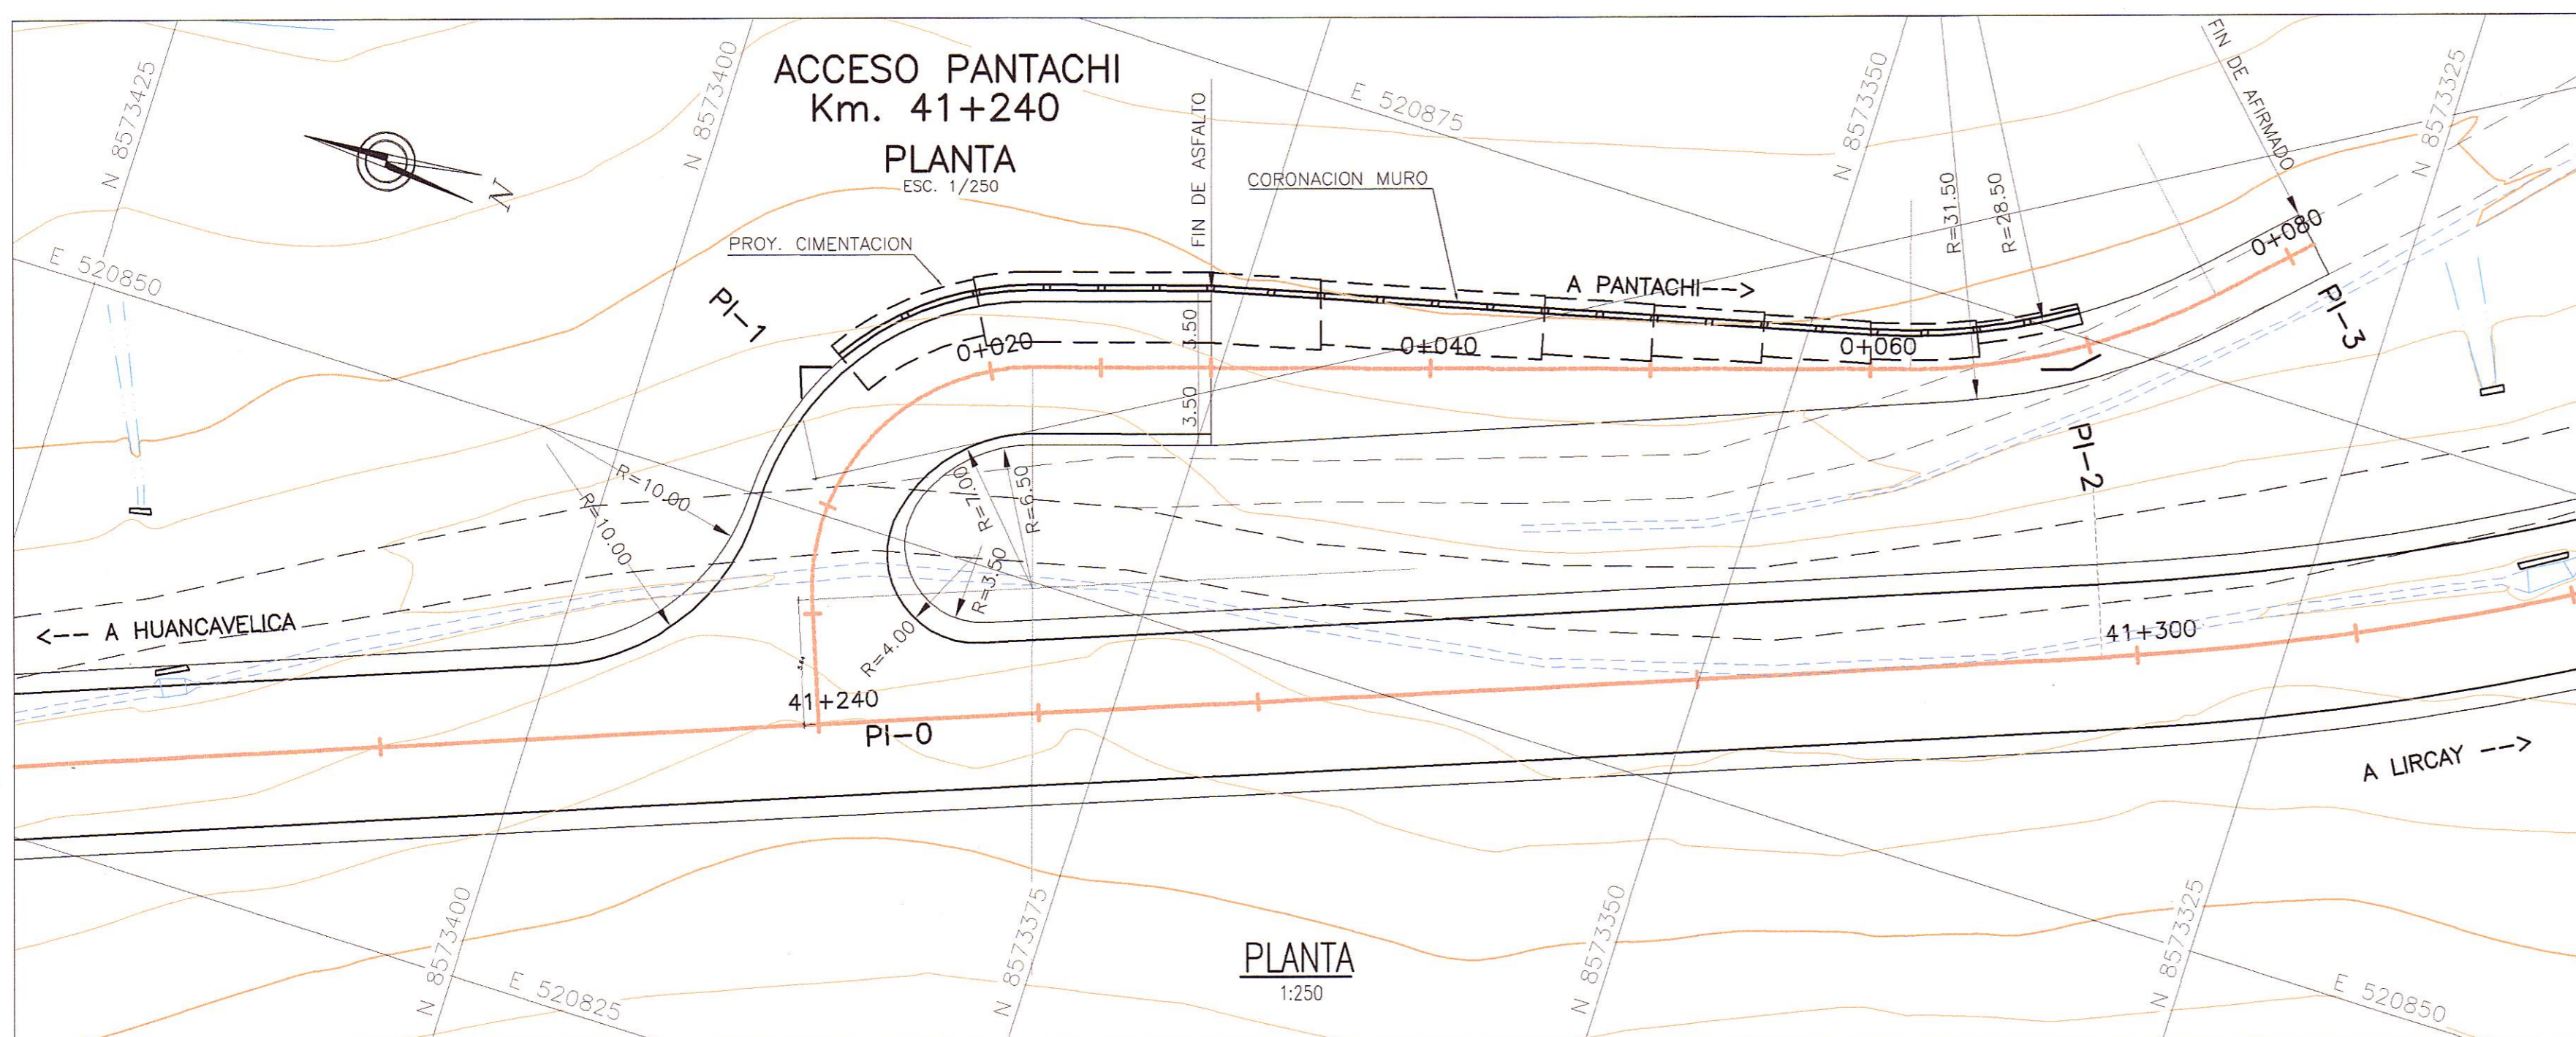 ACCESO PANTACHI
Km. 41+240
PLANTA
ESC. 1/250
N 8573425
N 8573400
E 520875
N 8573350
N 8573325
FIN DE AFIRMADO
FIN DE ASFALTO
CORONACION MURO
PROY. CIMENTACION
N
E 520850
R=31.50
R=28.50
0+080
A PANTACHI-->
PI-1
PI-3
0+020
3.50
0+040
0+060
3.50
PI-2
R=10.00
R=10.00
R=7.00
R=6.50
R=3.50
R=4.00
<-- A HUANCAVELICA
41+300
41+240
PI-0
A LIRCAY -->
N 8573400
N 8573375
N 8573350
N 8573325
E 520825
E 520850
PLANTA
1:250